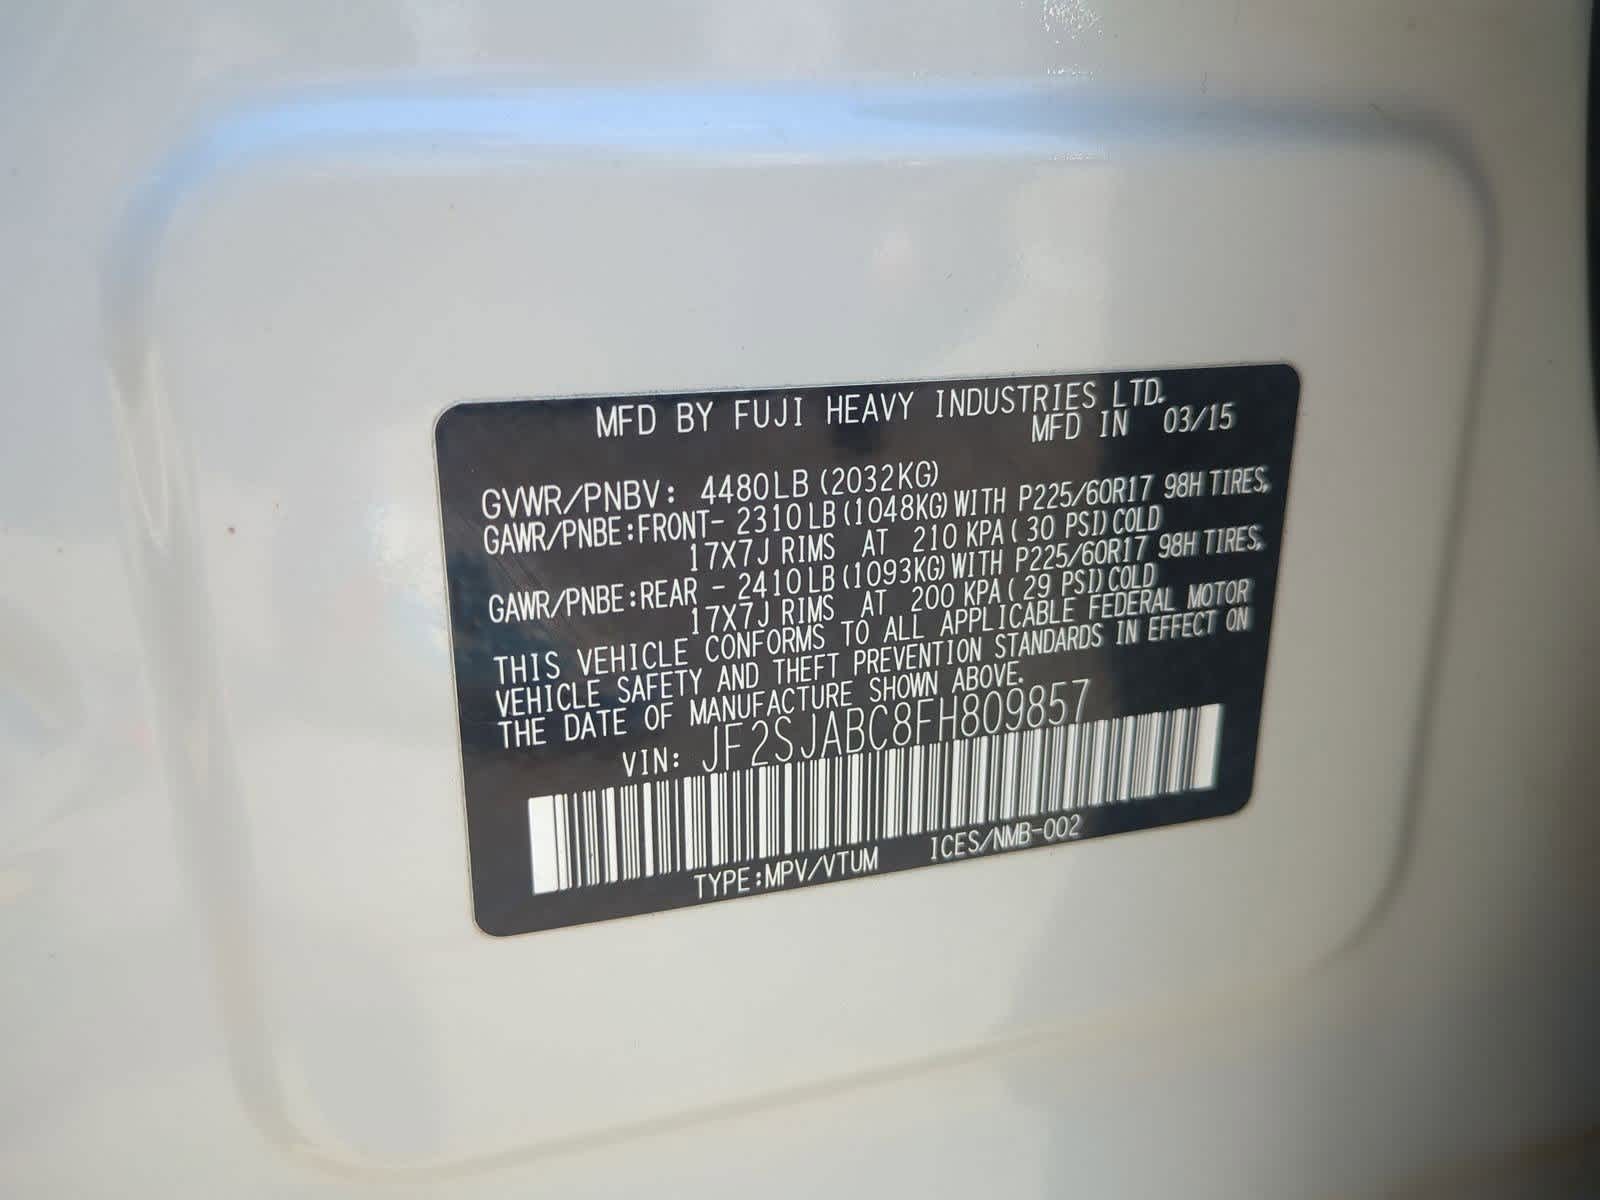 MFD BY FUJI HEAVY INDUSTRIES LTD.
MFD IN 03/15
GVWR/PNBV: 4480LB (2032KG)
GAWR/PNBE:FRONT- 2310LB (1048KG) WITH P225/60R17 98H TIRES,
17X7J RIMS AT 210 KPA ( 30 PSI) COLD
GAWR/PNBE:REAR - 2410LB (1093KG) WITH P225/60R17 98H TIRES,
17X7J RIMS AT 200 KPA ( 29 PSI) COLD
THIS VEHICLE CONFORMS TO ALL APPLICABLE FEDERAL MOTOR
VEHICLE SAFETY AND THEFT PREVENTION STANDARDS IN EFFECT ON
THE DATE OF MANUFACTURE SHOWN ABOVE.
VIN: JF2SJABC8FH809857
TYPE:MPV/VTUM ICES/NMB-002